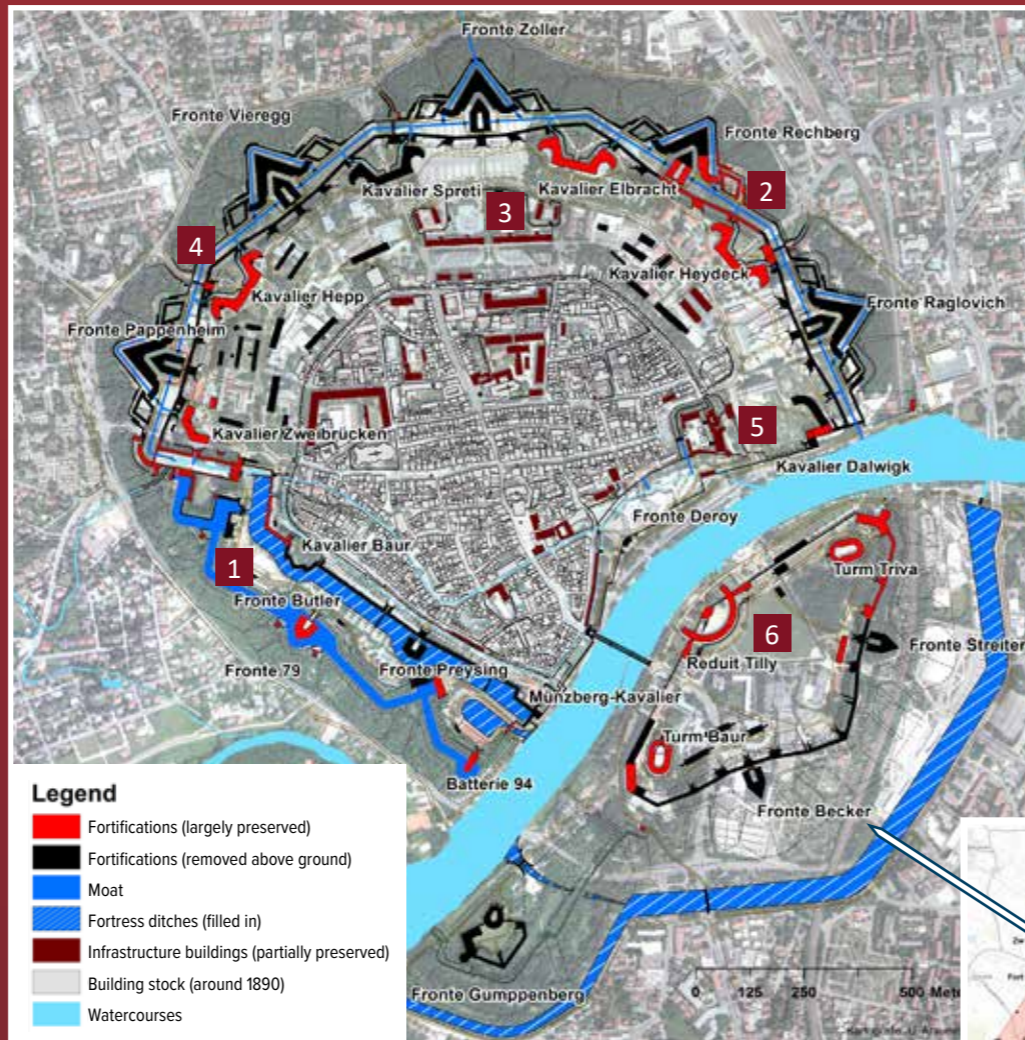 Fronte Zoller
Fronte Vieregg
Fronte Rechberg
Kavalier Spreti
Kavalier Elbracht
2
3
4
Kavalier Heydeck
Kavalier Hepp
Fronte Raglovich
Fronte Pappenheim
Kavalier Zweibrücken
5
Kavalier Dalwigk
Fronte Deroy
Kavalier Baur
1
Turm Triva
Fronte Butler
6
Fronte 79
Fronte Preysing
Reduit Tilly
Fronte Streiter
Münzberg-Kavalier
Turm Baur
Batterie 94
Fronte Becker
Legend
Fortifications (largely preserved)
Fortifications (removed above ground)
Moat
Fortress ditches (filled in)
Infrastructure buildings (partially preserved)
Building stock (around 1890)
Watercourses
Fronte Gumppenberg
0 125 250 500 Mete
Zw
Fort